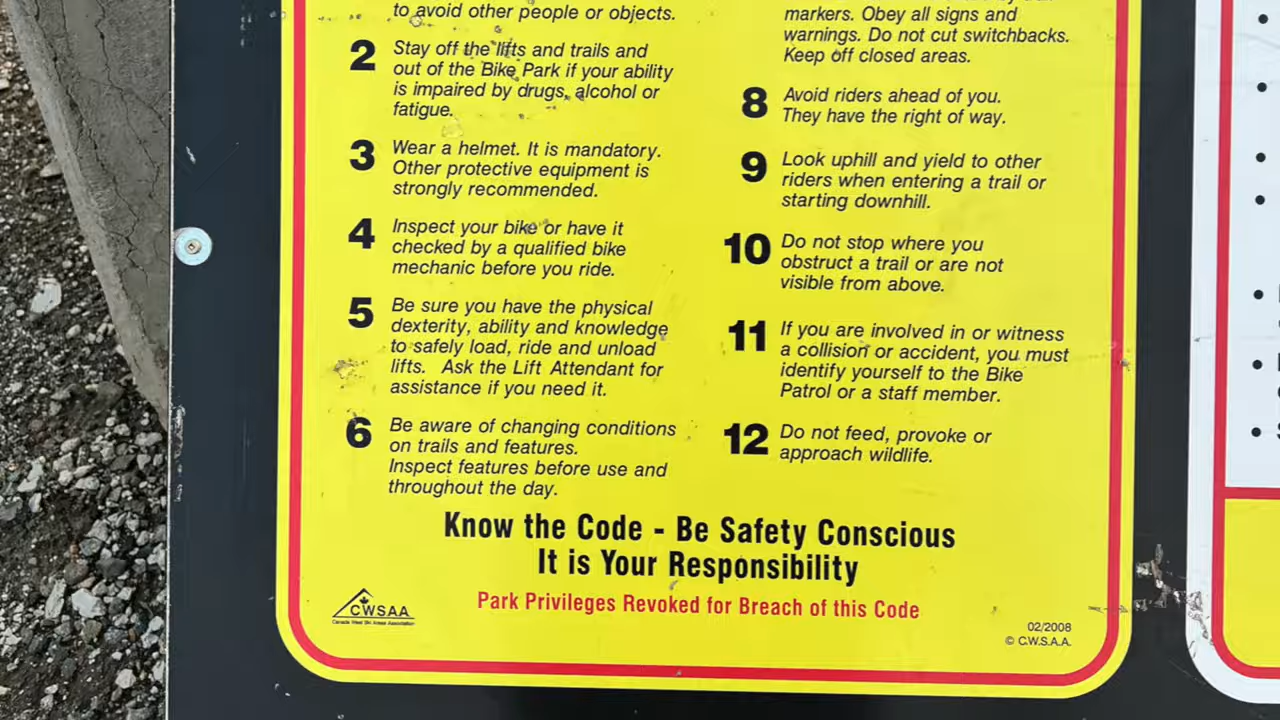 to avoid other people or objects.
2 Stay off the lifts and trails and
out of the Bike Park if your ability
is impaired by drugs, alcohol or
fatigue.
3 Wear a helmet. It is mandatory.
Other protective equipment is
strongly recommended.
4 Inspect your bike or have it
checked by a qualified bike
mechanic before you ride.
5 Be sure you have the physical
dexterity, ability and knowledge
to safely load, ride and unload
lifts. Ask the Lift Attendant for
assistance if you need it.
6 Be aware of changing conditions
on trails and features.
Inspect features before use and
throughout the day.
markers. Obey all signs and
warnings. Do not cut switchbacks.
Keep off closed areas.
8 Avoid riders ahead of you.
They have the right of way.
9 Look uphill and yield to other
riders when entering a trail or
starting downhill.
10 Do not stop where you
obstruct a trail or are not
visible from above.
11 If you are involved in or witness
a collision or accident, you must
identify yourself to the Bike
Patrol or a staff member.
12 Do not feed, provoke or
approach wildlife.
Know the Code - Be Safety Conscious
It is Your Responsibility
Park Privileges Revoked for Breach of this Code
CWSAA
Canada West Ski Areas Association
02/2008
© C.W.S.A.A.